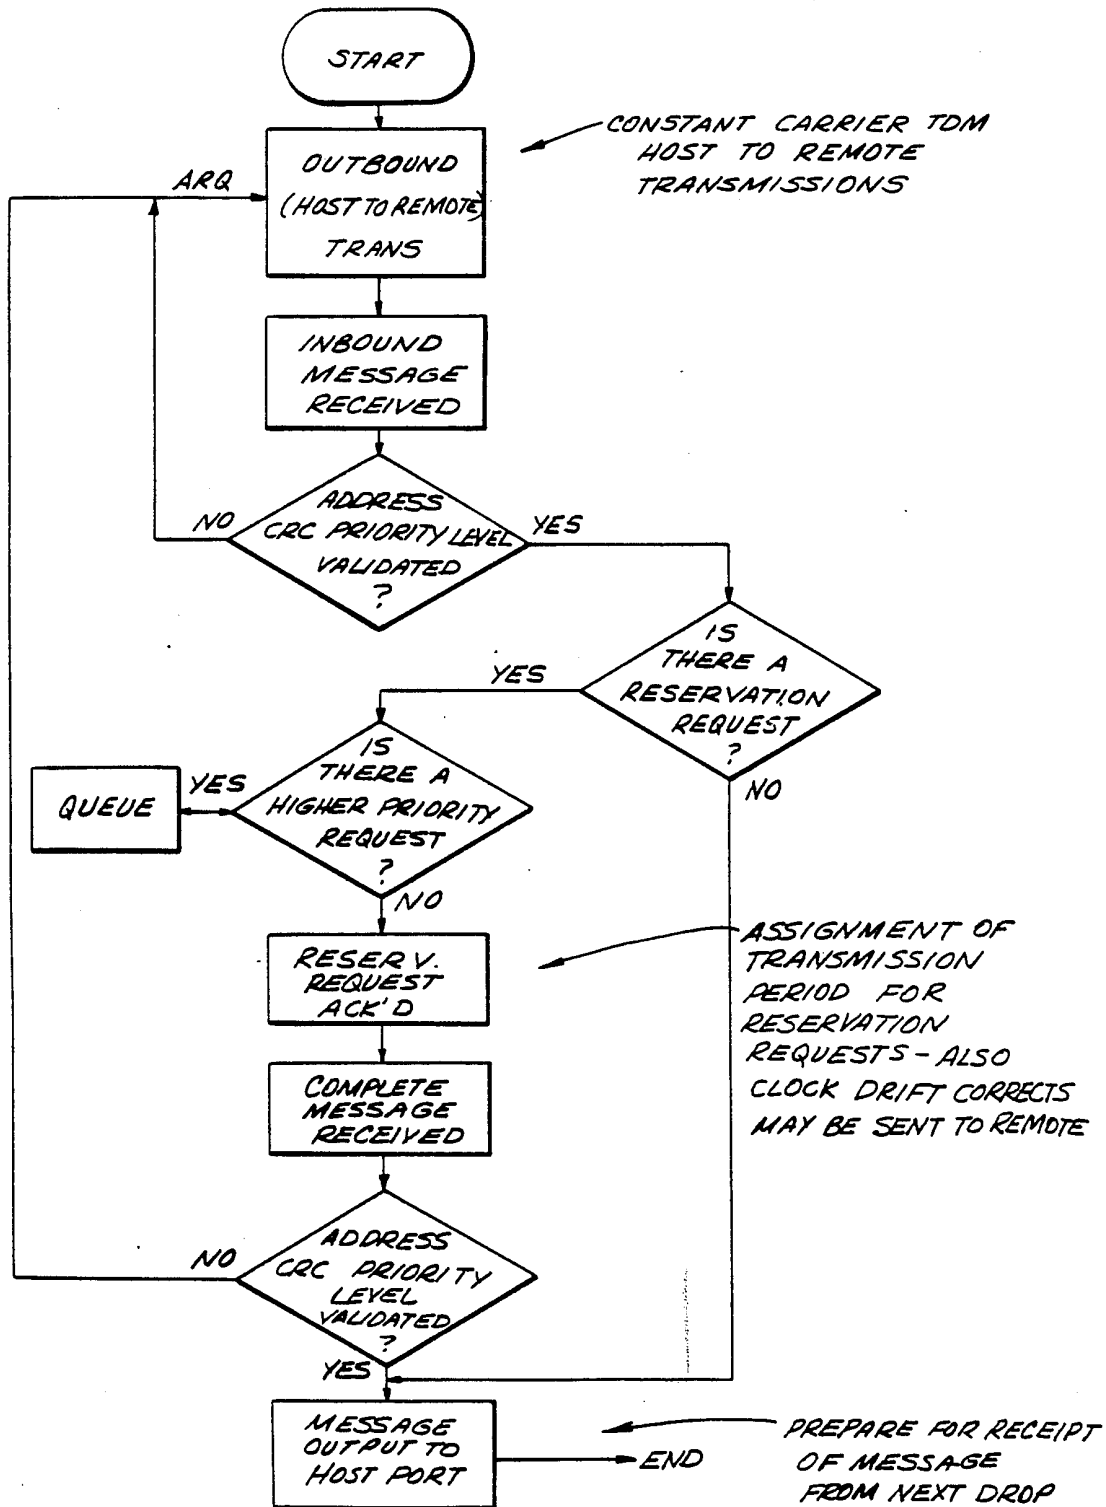 START
CONSTANT CARRIER TDM
HOST TO REMOTE
TRANSMISSIONS
ARQ
OUTBOUND
(HOST TO REMOTE)
TRANS
INBOUND
MESSAGE
RECEIVED
ADDRESS
CRC PRIORITY LEVEL
VALIDATED
?
NO
YES
IS
THERE A
RESERVATION
REQUEST
?
YES
NO
IS
THERE A
HIGHER PRIORITY
REQUEST
?
YES
QUEUE
NO
RESERV.
REQUEST
ACK'D
ASSIGNMENT OF
TRANSMISSION
PERIOD FOR
RESERVATION
REQUESTS - ALSO
CLOCK DRIFT CORRECTS
MAY BE SENT TO REMOTE
COMPLETE
MESSAGE
RECEIVED
ADDRESS
CRC PRIORITY
LEVEL
VALIDATED
?
NO
YES
MESSAGE
OUTPUT TO
HOST PORT
END
PREPARE FOR RECEIPT
OF MESSAGE
FROM NEXT DROP